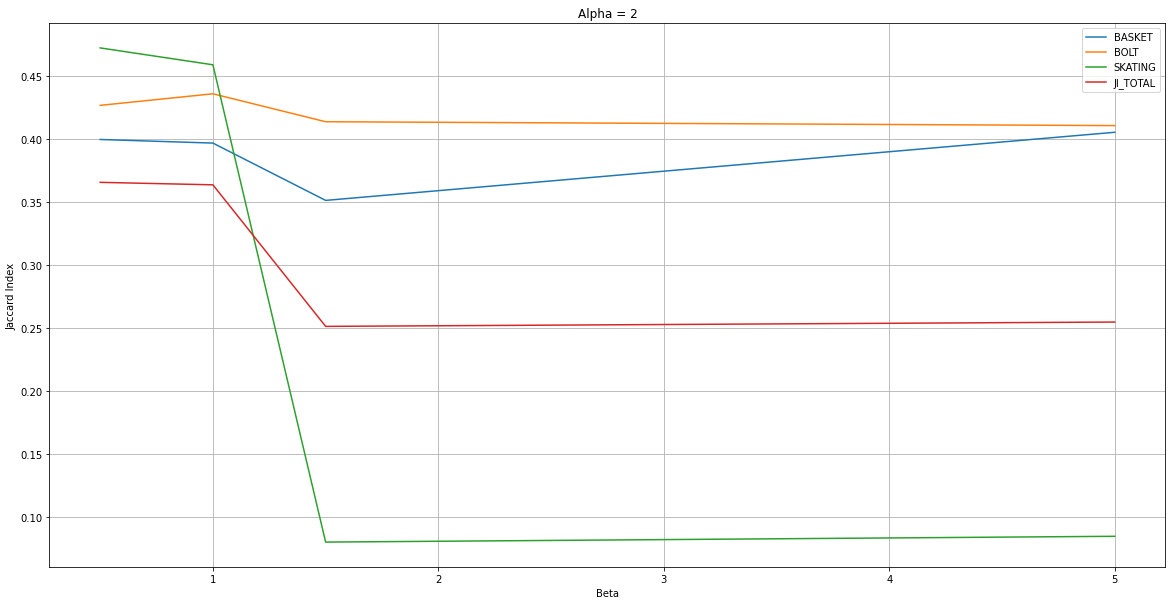 Alpha = 2
BASKET
BOLT
SKATING
JI_TOTAL
Jaccard Index
0.45
0.40
0.35
0.30
0.25
0.20
0.15
0.10
1 2 3 4 5
Beta